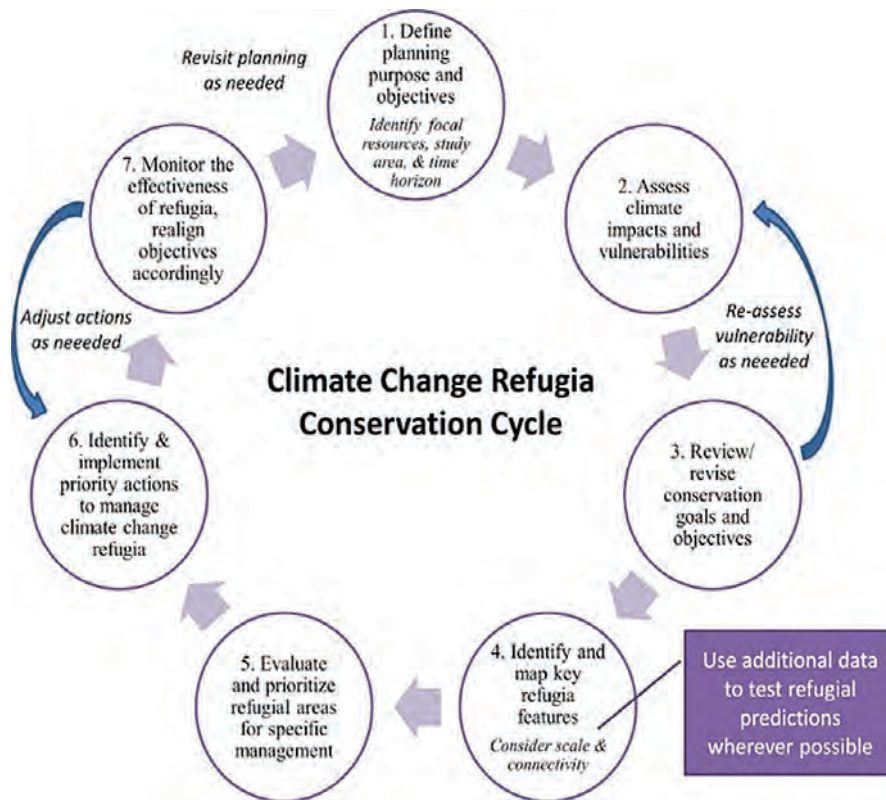 Revisit planning
as needed
1. Define
planning
purpose and
objectives
Identify focal
resources, study
area, & time
horizon
2. Assess
climate
impacts and
vulnerabilities
Re-assess
vulnerability
as neeeded
3. Review/
revise
conservation
goals and
objectives
4. Identify and
map key
refugia
features
Consider scale &
connectivity
Use additional data
to test refugial
predictions
wherever possible
5. Evaluate
and prioritize
refugial areas
for specific
management
6. Identify &
implement
priority actions
to manage
climate change
refugia
Adjust actions
as neeeded
7. Monitor the
effectiveness
of refugia,
realign
objectives
accordingly
Climate Change Refugia
Conservation Cycle